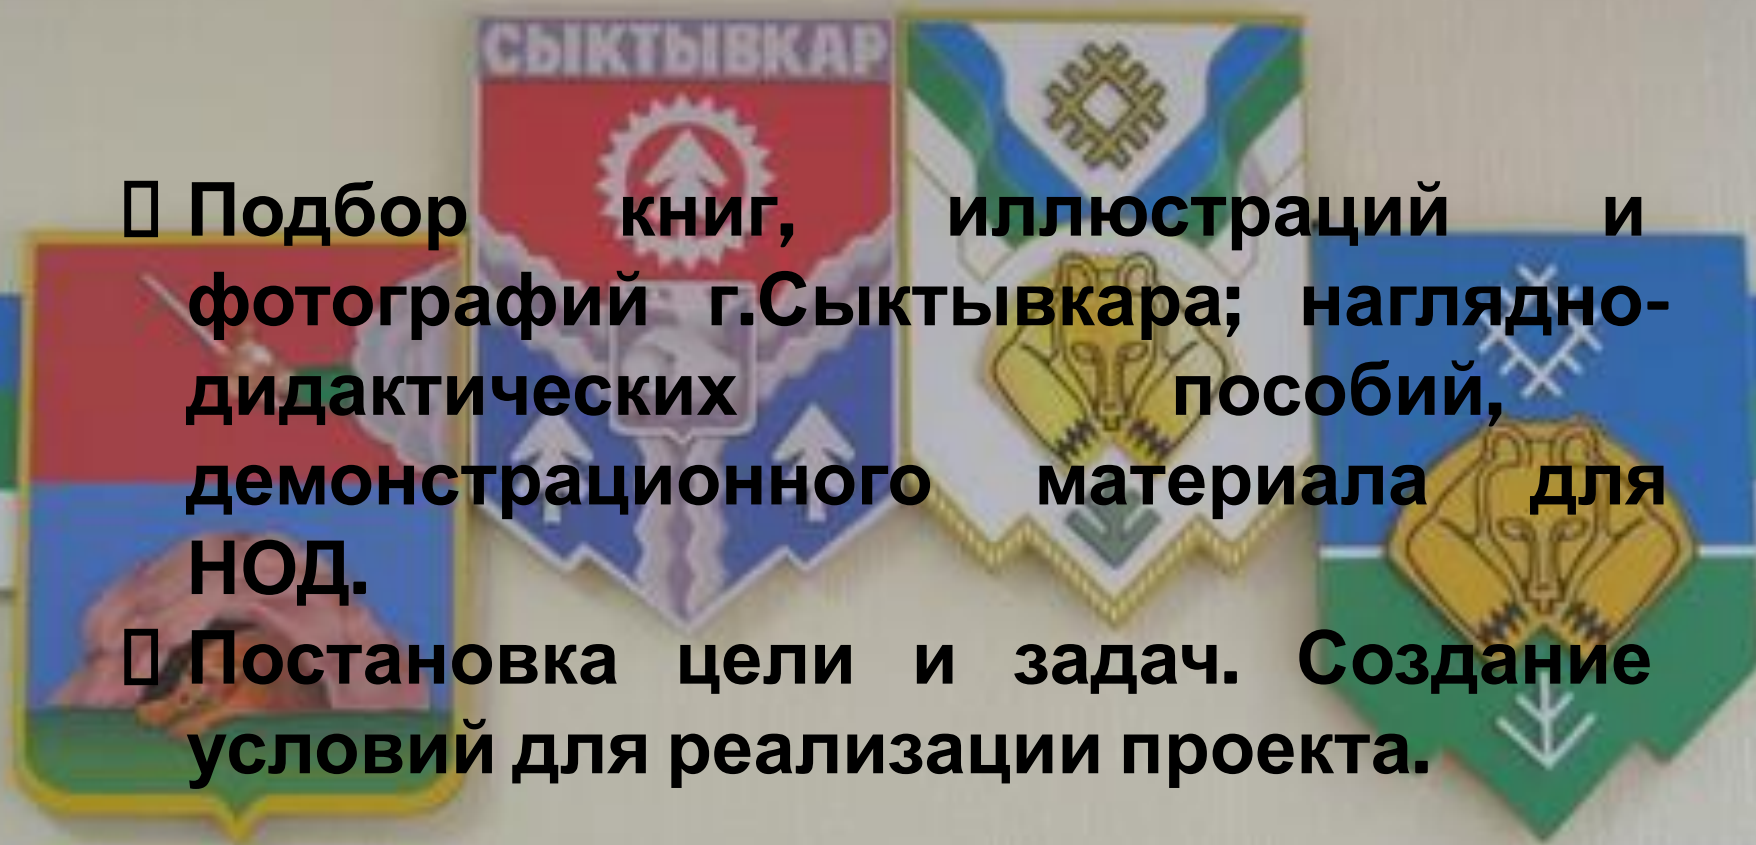 СЫКТЫВКАР
▯ Подбор книг, иллюстраций и
фотографий г.Сыктывкара; наглядно-
дидактических пособий,
демонстрационного материала для
НОД.
▯ Постановка цели и задач. Создание
условий для реализации проекта.